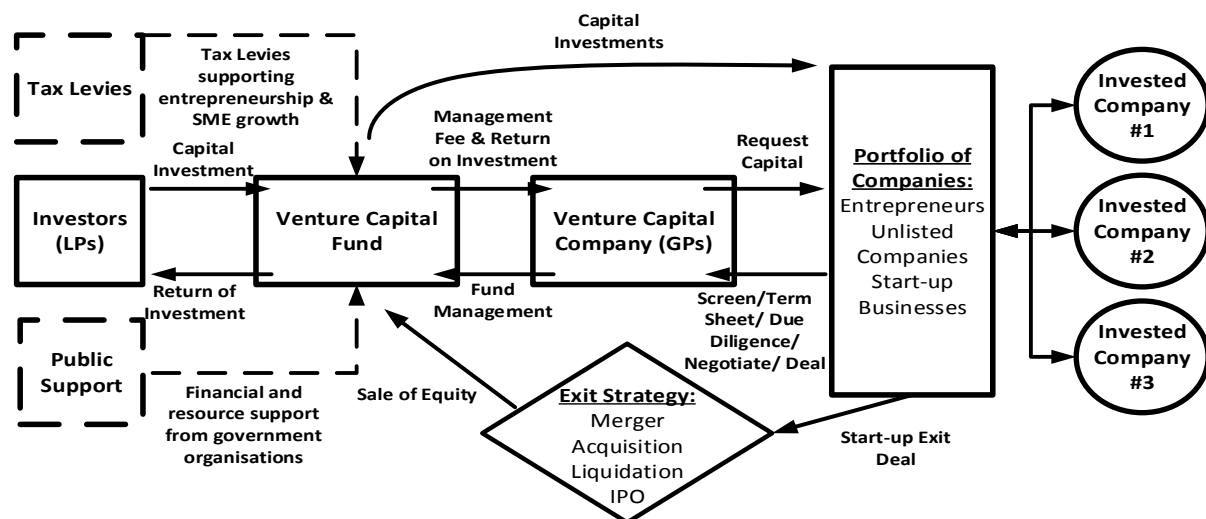 Tax Levies
Tax Levies
supporting
entrepreneurship &
SME growth
Capital
Investments
Capital
Investment
Management
Fee & Return
on Investment
Request
Capital
Investors
(LPs)
Venture Capital
Fund
Venture Capital
Company (GPs)
Portfolio of
Companies:
Entrepreneurs
Unlisted
Companies
Start-up
Businesses
Invested
Company
#1
Invested
Company
#2
Invested
Company
#3
Return of
Investment
Fund
Management
Screen/Term
Sheet/ Due
Diligence/
Negotiate/ Deal
Public
Support
Financial and
resource support
from government
organisations
Sale of Equity
Exit Strategy:
Merger
Acquisition
Liquidation
IPO
Start-up Exit
Deal